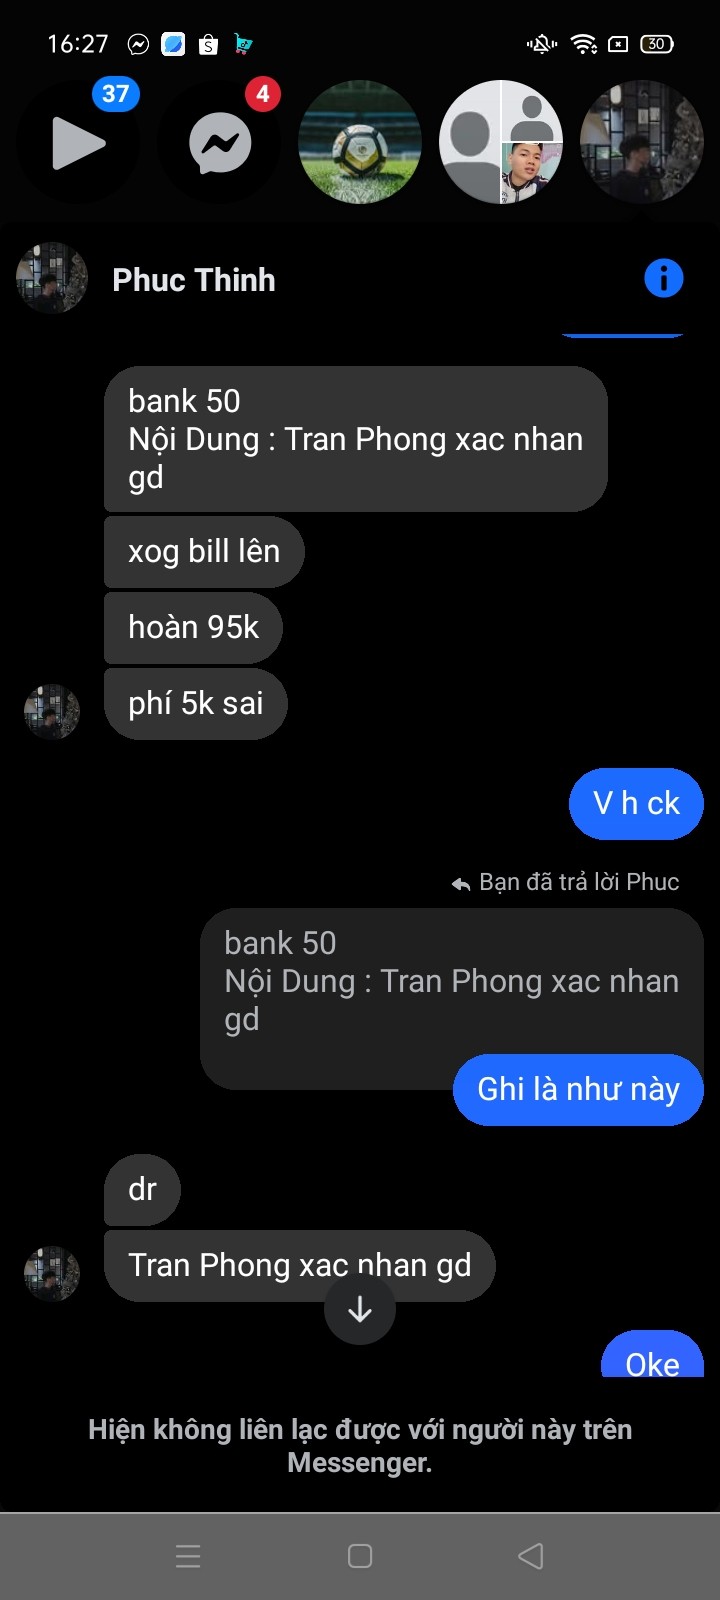 16:27
30
37
4
Phuc Thinh
bank 50
Nội Dung : Tran Phong xac nhan
gd
xog bill lên
hoàn 95k
phí 5k sai
V h ck
Bạn đã trả lời Phuc
bank 50
Nội Dung : Tran Phong xac nhan
gd
Ghi là như này
dr
Tran Phong xac nhan gd
Oke
Hiện không liên lạc được với người này trên
Messenger.